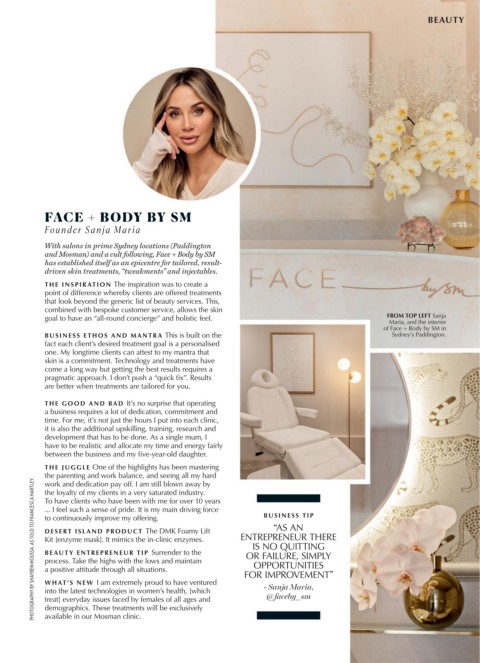 BEAUTY
FACE + BODY BY SM
Founder Sanja Maria
With salons in prime Sydney locations (Paddington
and Mosman) and a cult following, Face + Body by SM
has established itself as an epicentre for tailored, result-
driven skin treatments, “tweakments” and injectables.
THE INSPIRATION The inspiration was to create a
point of difference whereby clients are offered treatments
that look beyond the generic list of beauty services. This,
combined with bespoke customer service, allows the skin
goal to have an “all-round concierge” and holistic feel.
BUSINESS ETHOS AND MANTRA This is built on the
fact each client’s desired treatment goal is a personalised
one. My longtime clients can attest to my mantra that
skin is a commitment. Technology and treatments have
come a long way but getting the best results requires a
pragmatic approach. I don’t push a “quick fix”. Results
are better when treatments are tailored for you.
THE GOOD AND BAD It’s no surprise that operating
a business requires a lot of dedication, commitment and
time. For me, it’s not just the hours I put into each clinic,
it is also the additional upskilling, training, research and
development that has to be done. As a single mum, I
have to be realistic and allocate my time and energy fairly
between the business and my five-year-old daughter.
THE JUGGLE One of the highlights has been mastering
the parenting and work balance, and seeing all my hard
work and dedication pay off. I am still blown away by
the loyalty of my clients in a very saturated industry.
To have clients who have been with me for over 10 years
... I feel such a sense of pride. It is my main driving force
to continuously improve my offering.
DESERT ISLAND PRODUCT The DMK Foamy Lift
Kit [enzyme mask]. It mimics the in-clinic enzymes.
BEAUTY ENTREPRENEUR TIP Surrender to the
process. Take the highs with the lows and maintain
a positive attitude through all situations.
WHAT’S NEW I am extremely proud to have ventured
into the latest technologies in women’s health, [which
treat] everyday issues faced by females of all ages and
demographics. These treatments will be exclusively
available in our Mosman clinic.
FACE
by SM
FROM TOP LEFT Sanja
Maria, and the interior
of Face + Body by SM in
Sydney’s Paddington.
BUSINESS TIP
“AS AN
ENTREPRENEUR THERE
IS NO QUITTING
OR FAILURE, SIMPLY
OPPORTUNITIES
FOR IMPROVEMENT”
- Sanja Maria,
@faceby_sm